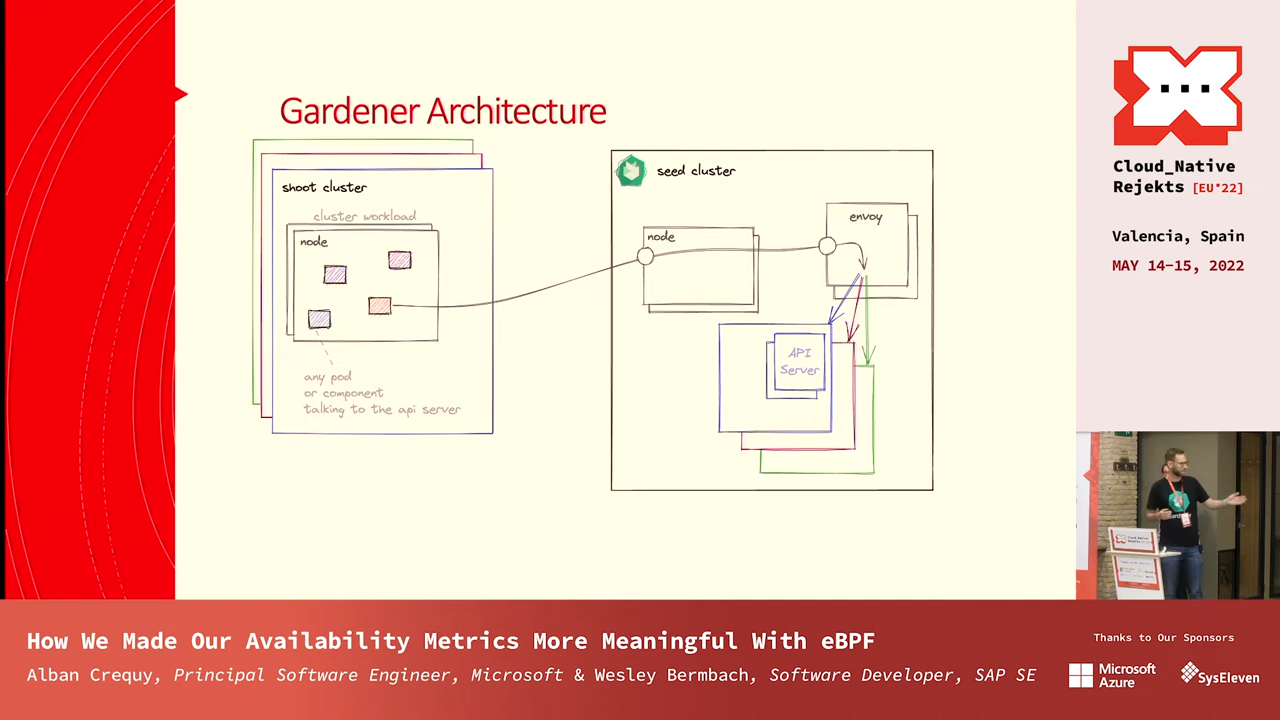 Gardener Architecture
shoot cluster
cluster workload
node
any pod
or component
talking to the api server
seed cluster
node
envoy
API
Server
Cloud_Native
Rejekts [EU*22]
Valencia, Spain
MAY 14-15, 2022
How We Made Our Availability Metrics More Meaningful With eBPF
Alban Crequy, Principal Software Engineer, Microsoft & Wesley Bermbach, Software Developer, SAP SE
Thanks to Our Sponsors
Microsoft
Azure
SysEleven